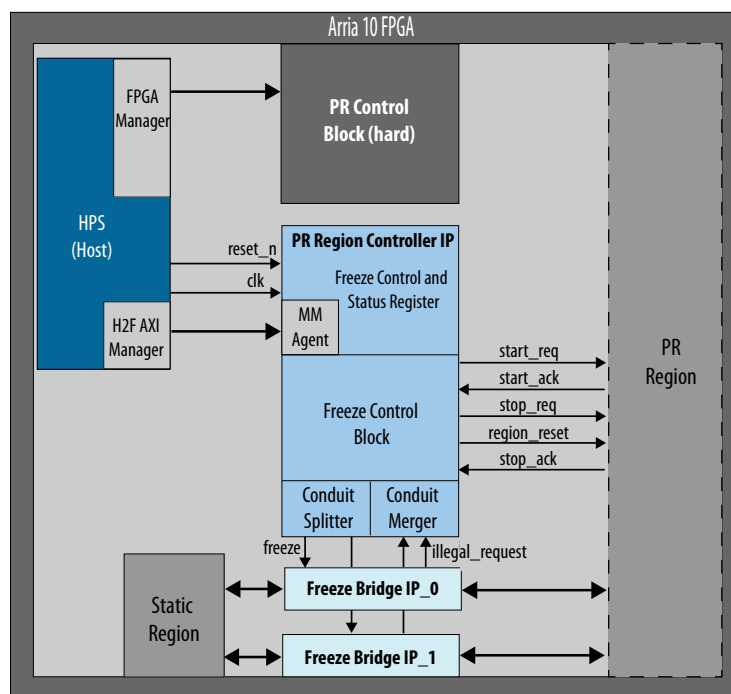 Arria 10 FPGA
FPGA
Manager
PR Control
Block (hard)
HPS
(Host)
reset_n
clk
PR Region Controller IP
Freeze Control and
Status Register
H2F AXI
Manager
MM
Agent
PR
Region
start_req
start_ack
stop_req
region_reset
stop_ack
Freeze Control
Block
Conduit
Splitter
Conduit
Merger
freeze
illegal_request
Static
Region
Freeze Bridge IP_0
Freeze Bridge IP_1